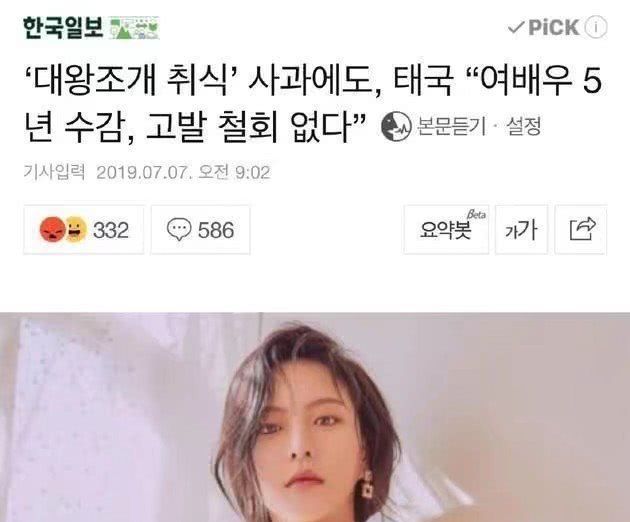 한국일보
PiCK
‘대왕조개 취식’ 사과에도, 태국 “여배우 5
년 수감, 고발 철회 없다” 본문듣기 · 설정
기사입력 2019.07.07. 오전 9:02
332
586
요약봇 Beta
가가